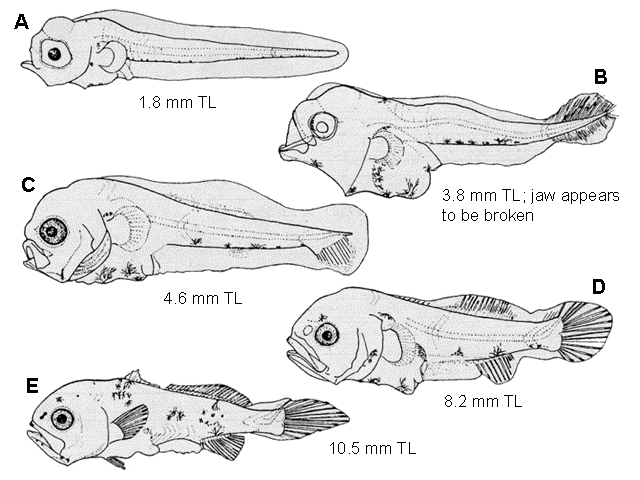 A
1.8 mm TL
B
3.8 mm TL; jaw appears
to be broken
C
4.6 mm TL
D
8.2 mm TL
E
10.5 mm TL